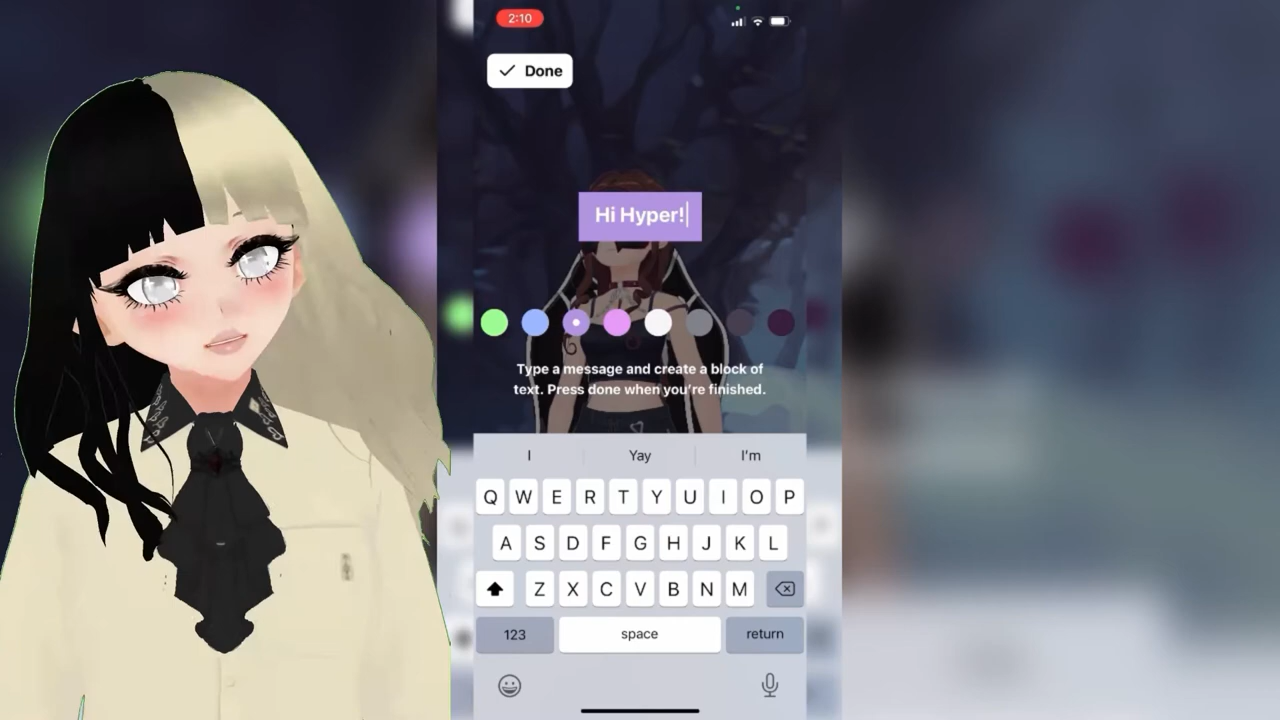 2:10
Done
Hi Hyper!
Type a message and create a block of
text. Press done when you're finished.
I Yay I'm
Q W E R T Y U I O P
A S D F G H J K L
Z X C V B N M
123 space return